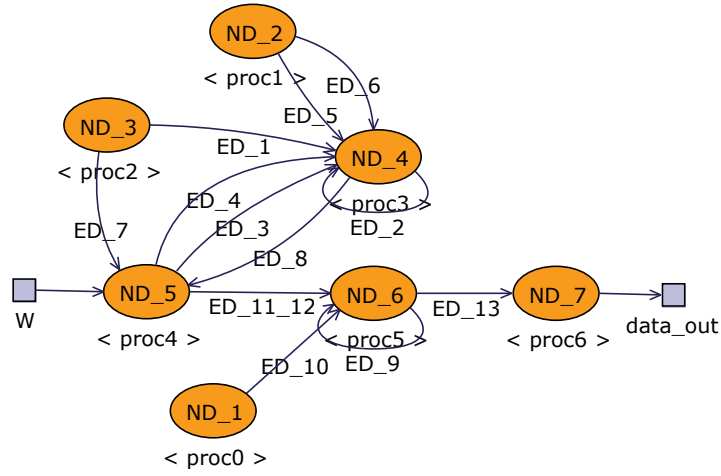 ND_2
< proc1 >
ED_6
ED_5
ND_3
< proc2 >
ED_1
ND_4
< proc3 >
ED_2
ED_4
ED_3
ED_7
ED_8
W
ND_5
< proc4 >
ED_11_12
ND_6
< proc5 >
ED_9
ED_13
ND_7
< proc6 >
data_out
ED_10
ND_1
< proc0 >